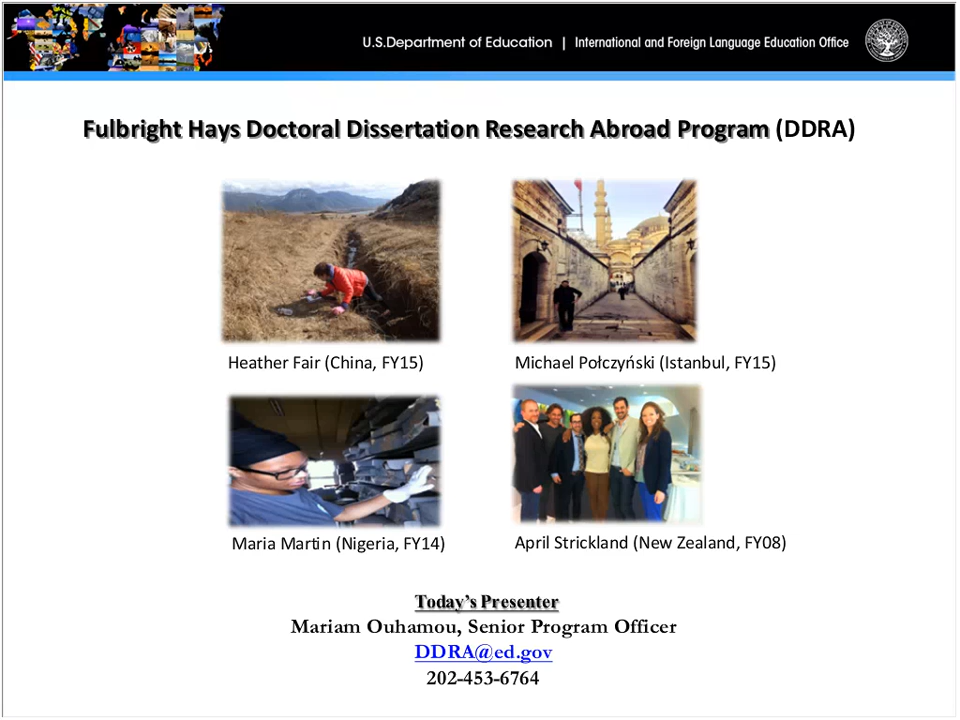 U.S.Department of Education | International and Foreign Language Education Office
Fulbright Hays Doctoral Dissertation Research Abroad Program (DDRA)
Heather Fair (China, FY15)
Michael Połczyński (Istanbul, FY15)
Maria Martin (Nigeria, FY14)
April Strickland (New Zealand, FY08)
Today’s Presenter
Mariam Ouhamou, Senior Program Officer
DDRA@ed.gov
202-453-6764